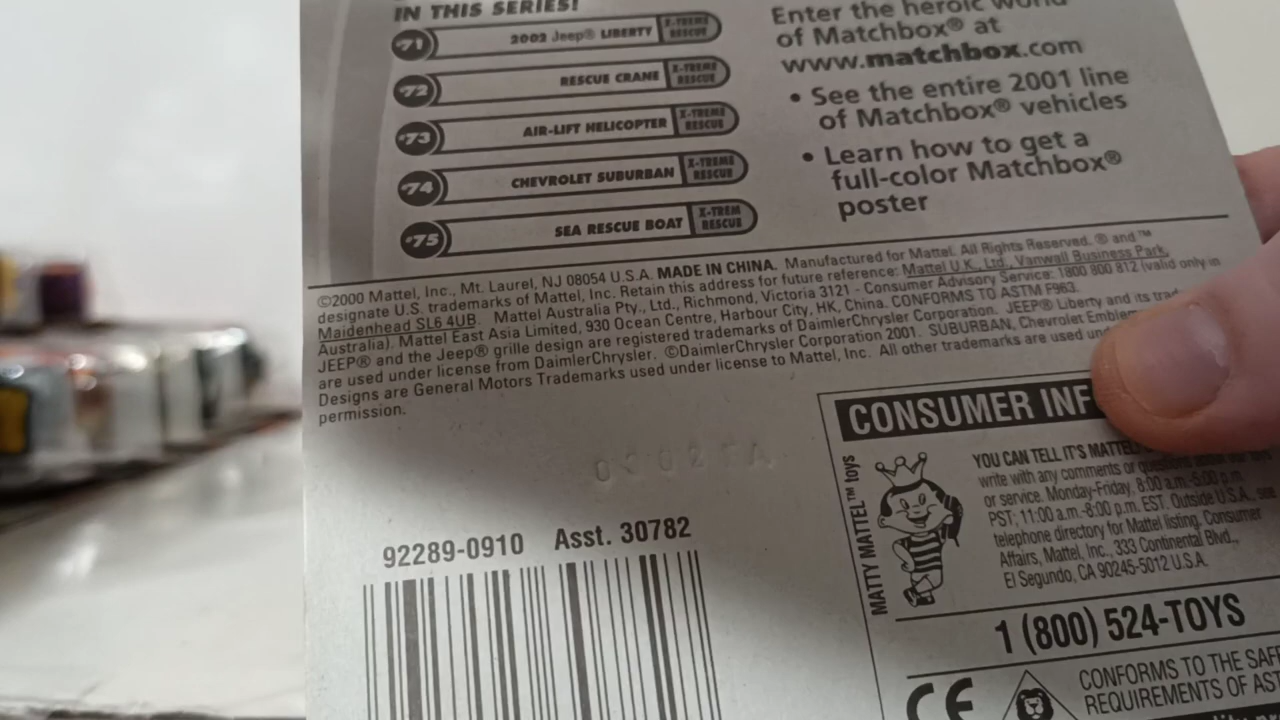 IN THIS SERIES!
#71 2002 Jeep® LIBERTY X-TREME RESCUE
#72 RESCUE CRANE X-TREME RESCUE
#73 AIR-LIFT HELICOPTER X-TREME RESCUE
#74 CHEVROLET SUBURBAN X-TREME RESCUE
#75 SEA RESCUE BOAT X-TREM RESCUE
Enter the heroic world
of Matchbox® at
www.matchbox.com
• See the entire 2001 line
of Matchbox® vehicles
• Learn how to get a
full-color Matchbox®
poster
©2000 Mattel, Inc., Mt. Laurel, NJ 08054 U.S.A. MADE IN CHINA. Manufactured for Mattel. All Rights Reserved. ® and ™
designate U.S. trademarks of Mattel, Inc. Retain this address for future reference: Mattel U.K., Ltd., Vanwall Business Park,
Maidenhead SL6 4UB. Mattel Australia Pty., Ltd., Richmond, Victoria 3121 - Consumer Advisory Service: 1800 800 812 (valid only in
Australia). Mattel East Asia Limited, 930 Ocean Centre, Harbour City, HK, China. CONFORMS TO ASTM F963.
JEEP® and the Jeep® grille design are registered trademarks of DaimlerChrysler Corporation. JEEP® Liberty and its
are used under license from DaimlerChrysler. ©DaimlerChrysler Corporation 2001. SUBURBAN, Chevrolet
Designs are General Motors Trademarks used under license to Mattel, Inc. All other trademarks are used
permission.
92289-0910 Asst. 30782
CONSUMER INF
MATTY MATTEL™ toys
YOU CAN TELL IT'S MATTEL
write with any comments or questions
or service. Monday-Friday, 8:00 a.m.-5:00 p.m.
PST; 11:00 a.m.-8:00 p.m. EST. Outside U.S.A., see
telephone directory for Mattel listing. Consumer
Affairs, Mattel, Inc., 333 Continental Blvd.,
El Segundo, CA 90245-5012 U.S.A.
1 (800) 524-TOYS
CE
CONFORMS TO THE SAFE
REQUIREMENTS OF AST